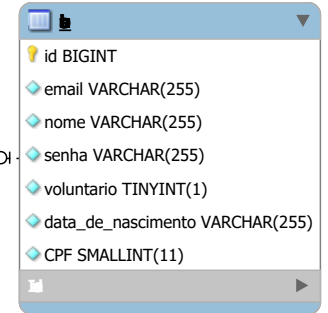 id BIGINT
email VARCHAR(255)
nome VARCHAR(255)
senha VARCHAR(255)
voluntario TINYINT(1)
data_de_nascimento VARCHAR(255)
CPF SMALLINT(11)